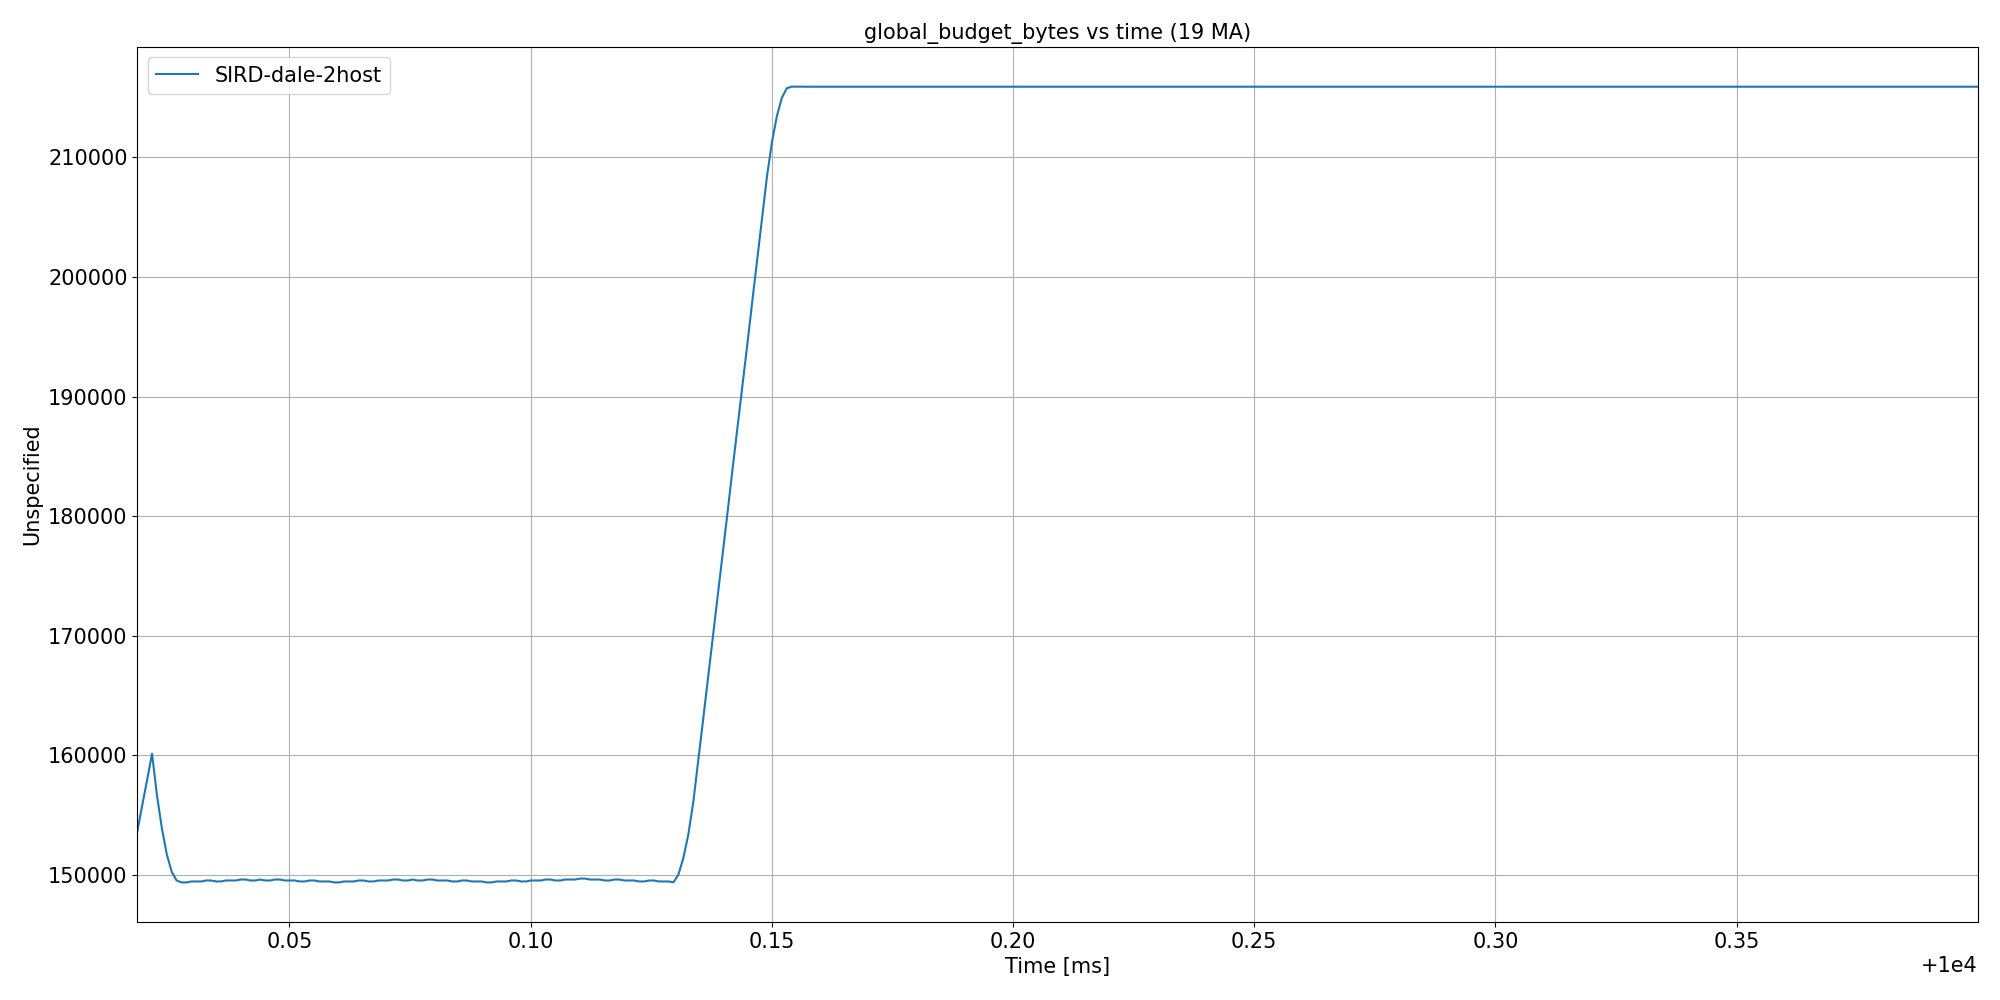 global_budget_bytes vs time (19 MA)
SIRD-dale-2host
210000
200000
190000
180000
170000
160000
150000
Unspecified
0.05 0.10 0.15 0.20 0.25 0.30 0.35
Time [ms]
+1e4